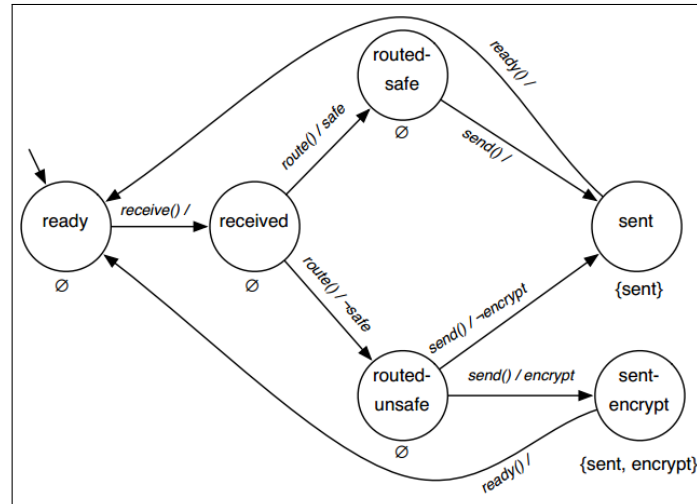 routed-
safe
∅
ready() /
route() / safe
send() /
ready
∅
receive() /
received
∅
sent
{sent}
route() / ¬safe
send() / ¬encrypt
routed-
unsafe
∅
send() / encrypt
sent-
encrypt
{sent, encrypt}
ready() /